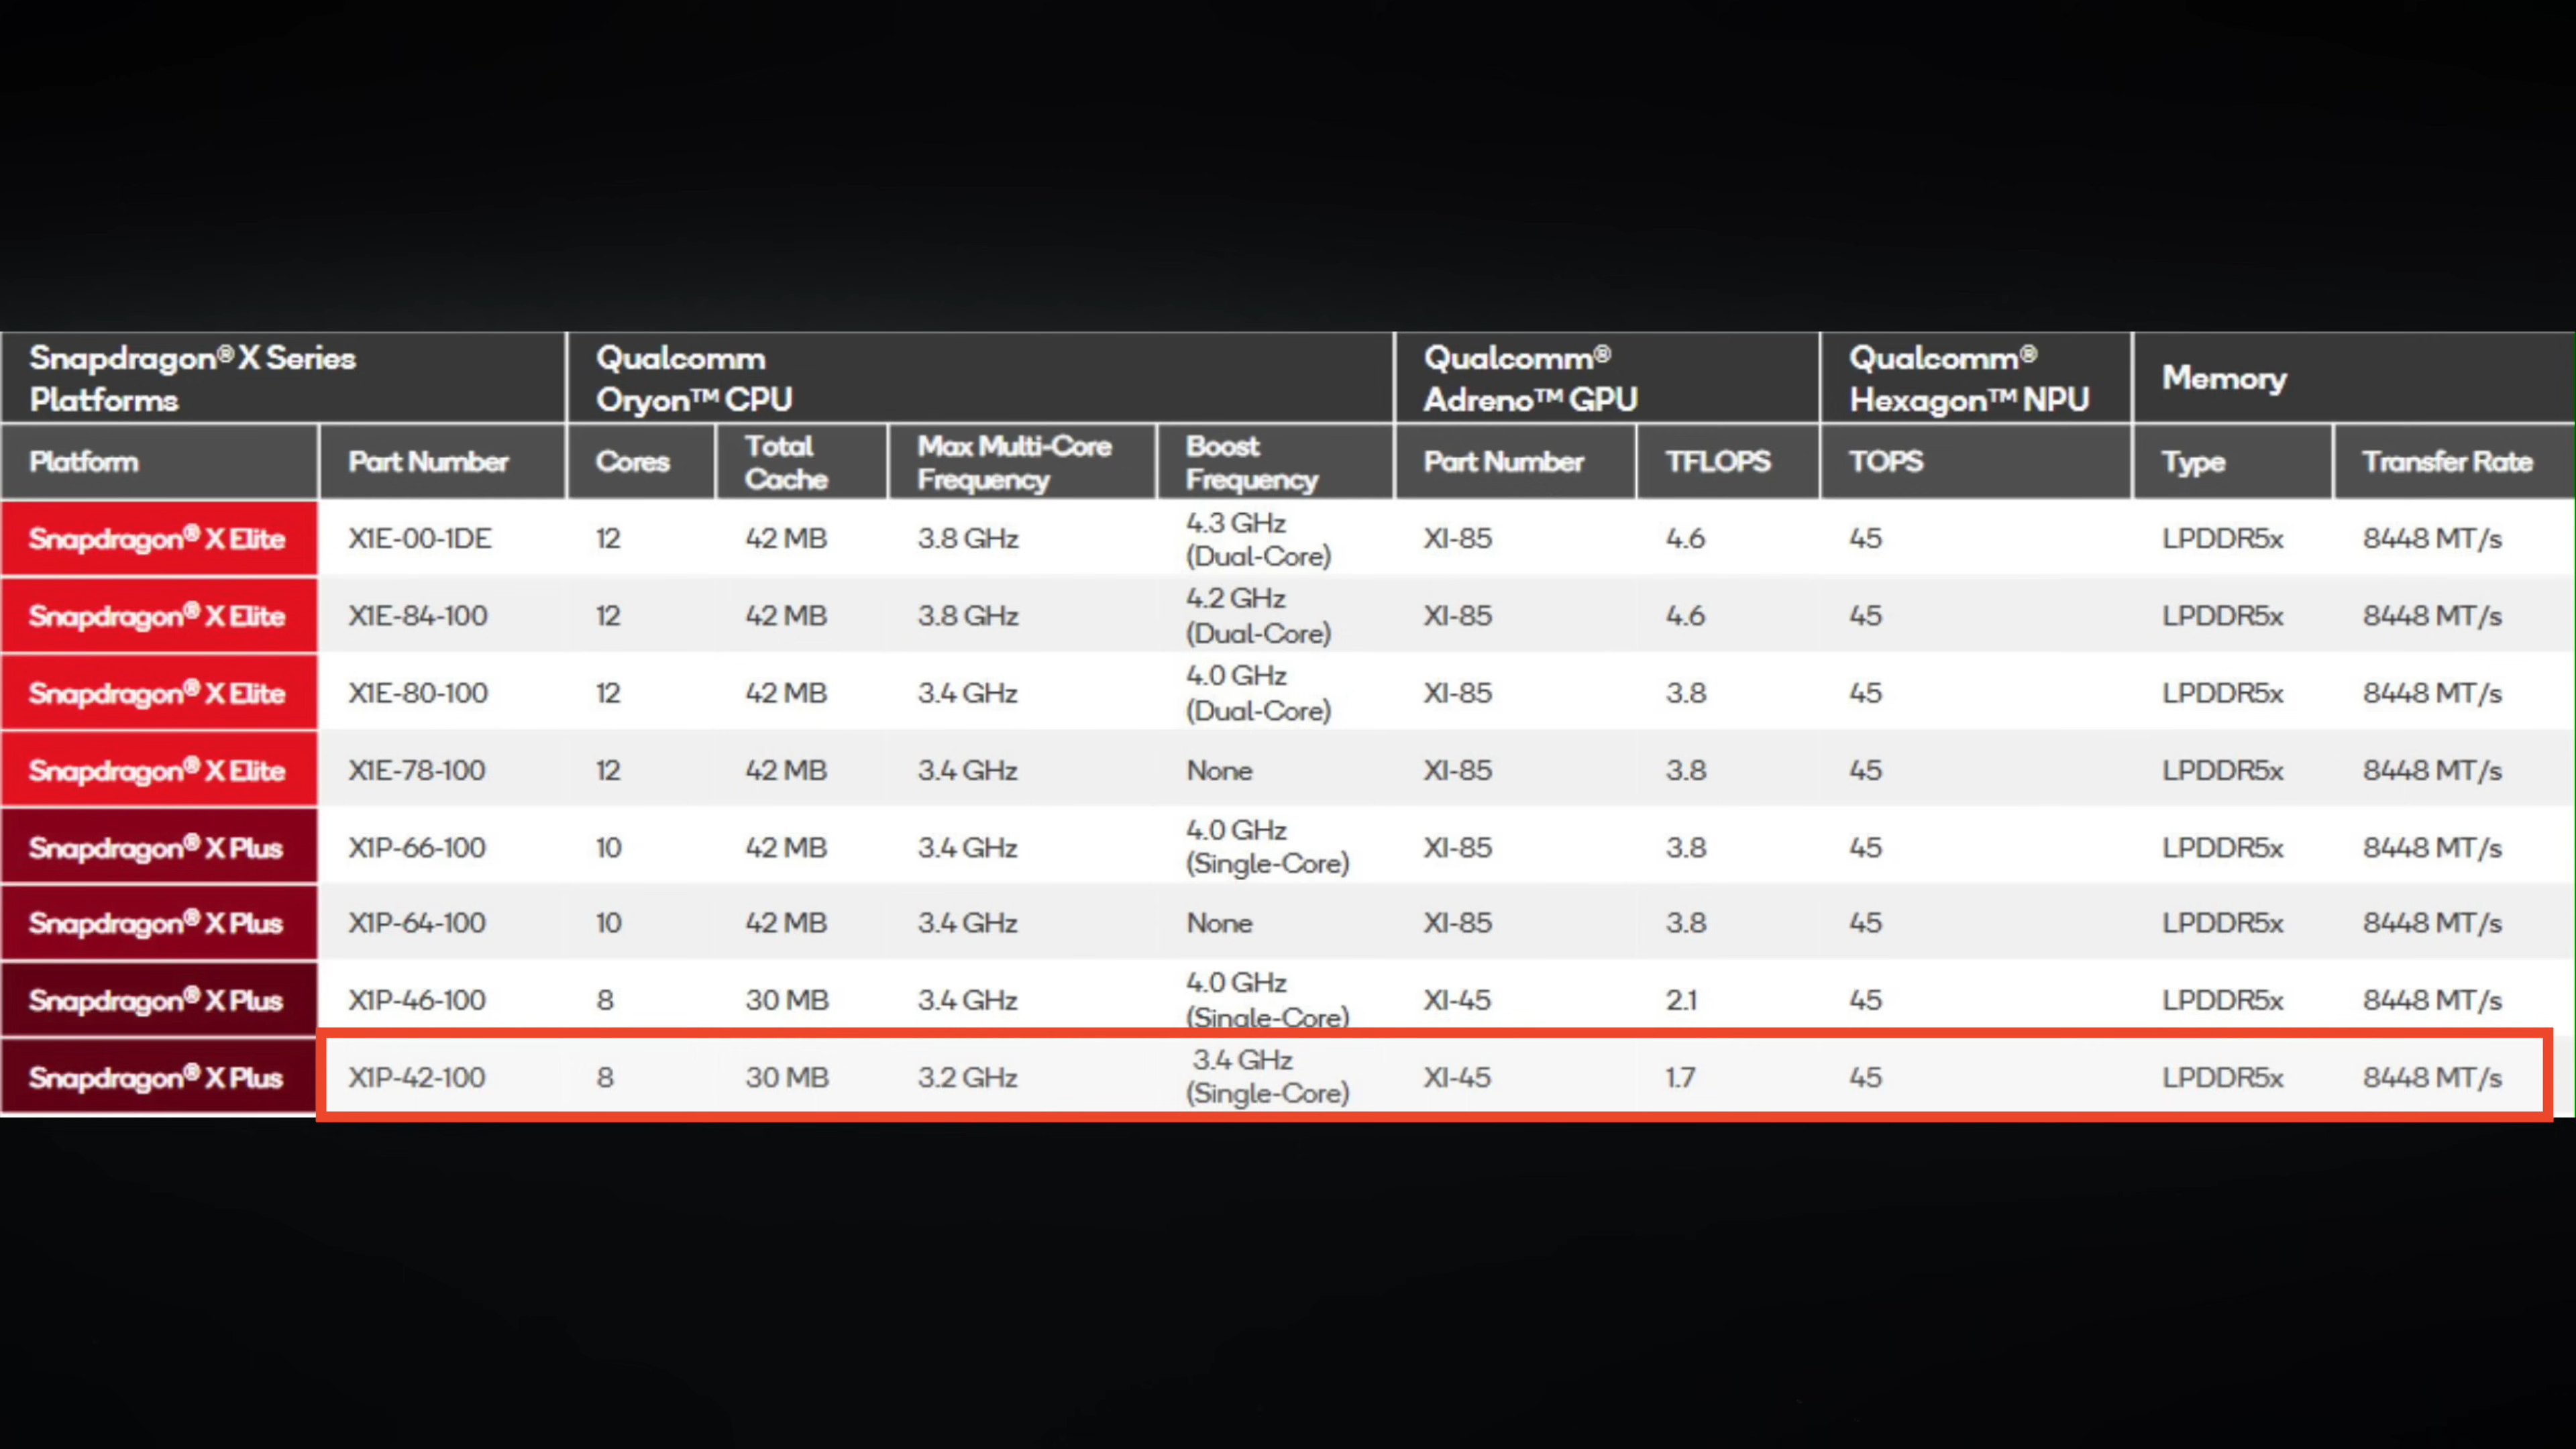 Snapdragon® X Series Platforms | Qualcomm Oryon™ CPU | Qualcomm® Adreno™ GPU | Qualcomm® Hexagon™ NPU | Memory
Platform | Part Number | Cores | Total Cache | Max Multi-Core Frequency | Boost Frequency | Part Number | TFLOPS | TOPS | Type | Transfer Rate
Snapdragon® X Elite | X1E-00-1DE | 12 | 42 MB | 3.8 GHz | 4.3 GHz (Dual-Core) | X1-85 | 4.6 | 45 | LPDDR5x | 8448 MT/s
Snapdragon® X Elite | X1E-84-100 | 12 | 42 MB | 3.8 GHz | 4.2 GHz (Dual-Core) | X1-85 | 4.6 | 45 | LPDDR5x | 8448 MT/s
Snapdragon® X Elite | X1E-80-100 | 12 | 42 MB | 3.4 GHz | 4.0 GHz (Dual-Core) | X1-85 | 3.8 | 45 | LPDDR5x | 8448 MT/s
Snapdragon® X Elite | X1E-78-100 | 12 | 42 MB | 3.4 GHz | None | X1-85 | 3.8 | 45 | LPDDR5x | 8448 MT/s
Snapdragon® X Plus | X1P-66-100 | 10 | 42 MB | 3.4 GHz | 4.0 GHz (Single-Core) | X1-85 | 3.8 | 45 | LPDDR5x | 8448 MT/s
Snapdragon® X Plus | X1P-64-100 | 10 | 42 MB | 3.4 GHz | None | X1-85 | 3.8 | 45 | LPDDR5x | 8448 MT/s
Snapdragon® X Plus | X1P-46-100 | 8 | 30 MB | 3.4 GHz | 4.0 GHz (Single-Core) | X1-45 | 2.1 | 45 | LPDDR5x | 8448 MT/s
Snapdragon® X Plus | X1P-42-100 | 8 | 30 MB | 3.2 GHz | 3.4 GHz (Single-Core) | X1-45 | 1.7 | 45 | LPDDR5x | 8448 MT/s